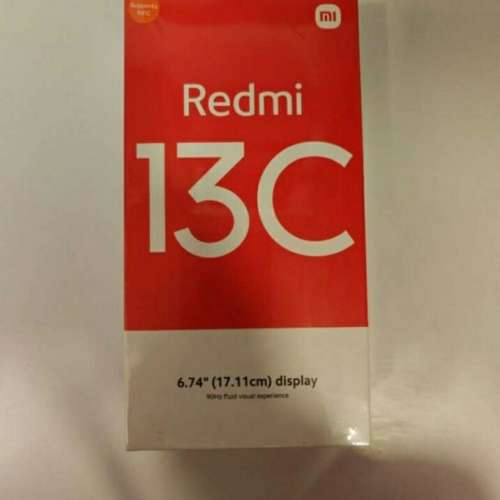 Supports
NFC
mi
Redmi
13C
6.74" (17.11cm) display
90Hz fluid visual experience